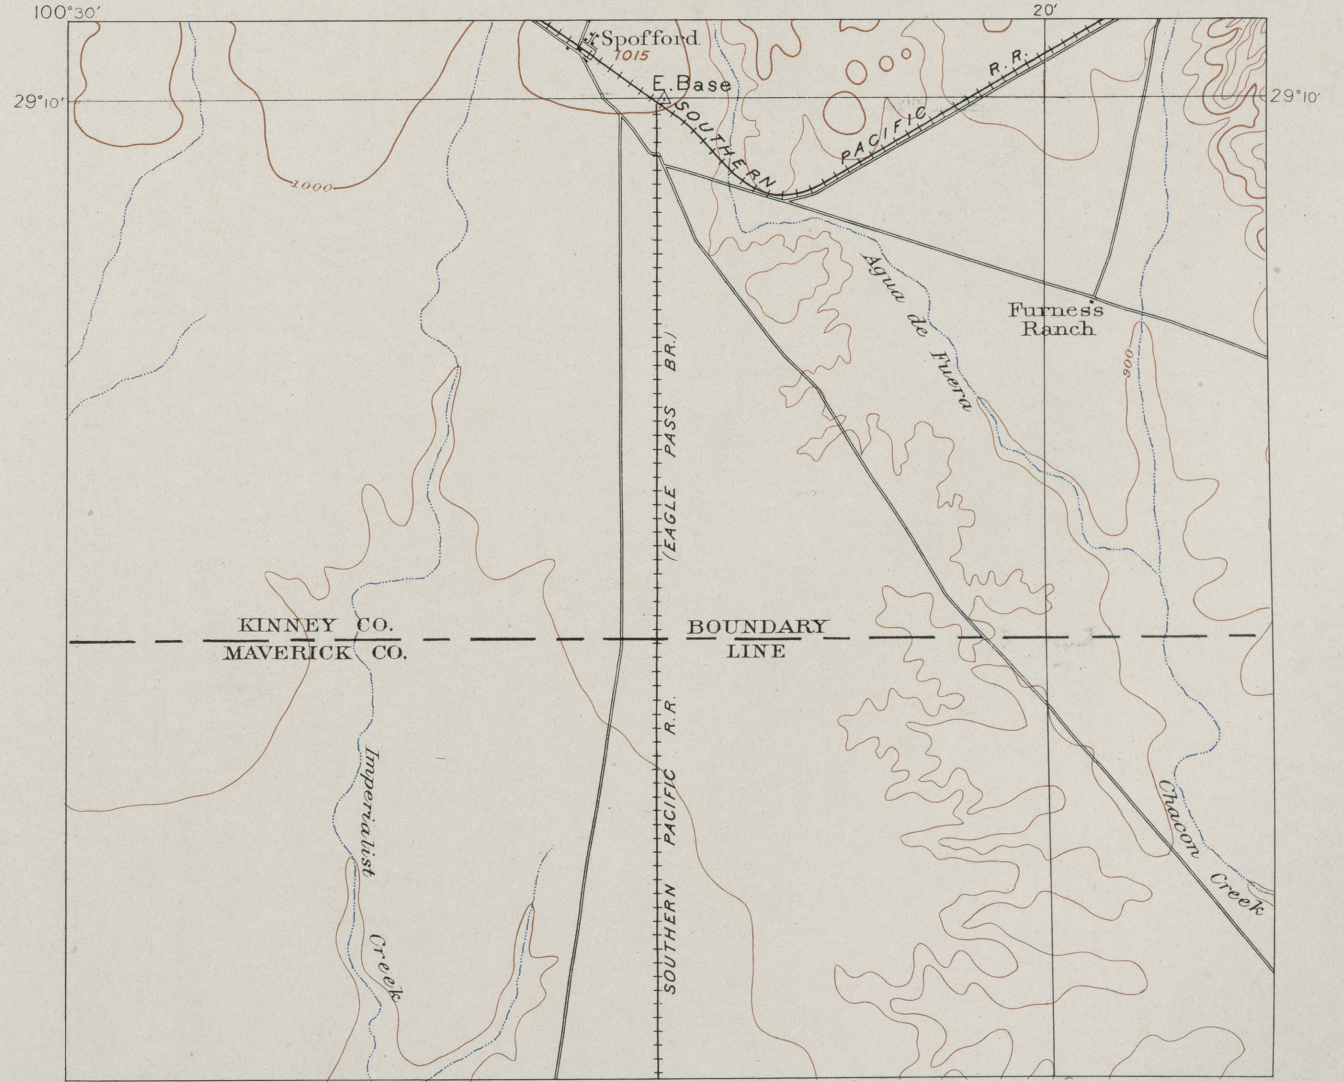 100°30'
20'
Spofford
1015
E. Base
29°10'
29°10'
SOUTHERN PACIFIC R.R.
1000
Agua de Fuera
Furness
Ranch
900
(EAGLE PASS BR.)
KINNEY CO.
MAVERICK CO.
BOUNDARY
LINE
SOUTHERN PACIFIC R.R.
Imperialist Creek
Chacon Creek